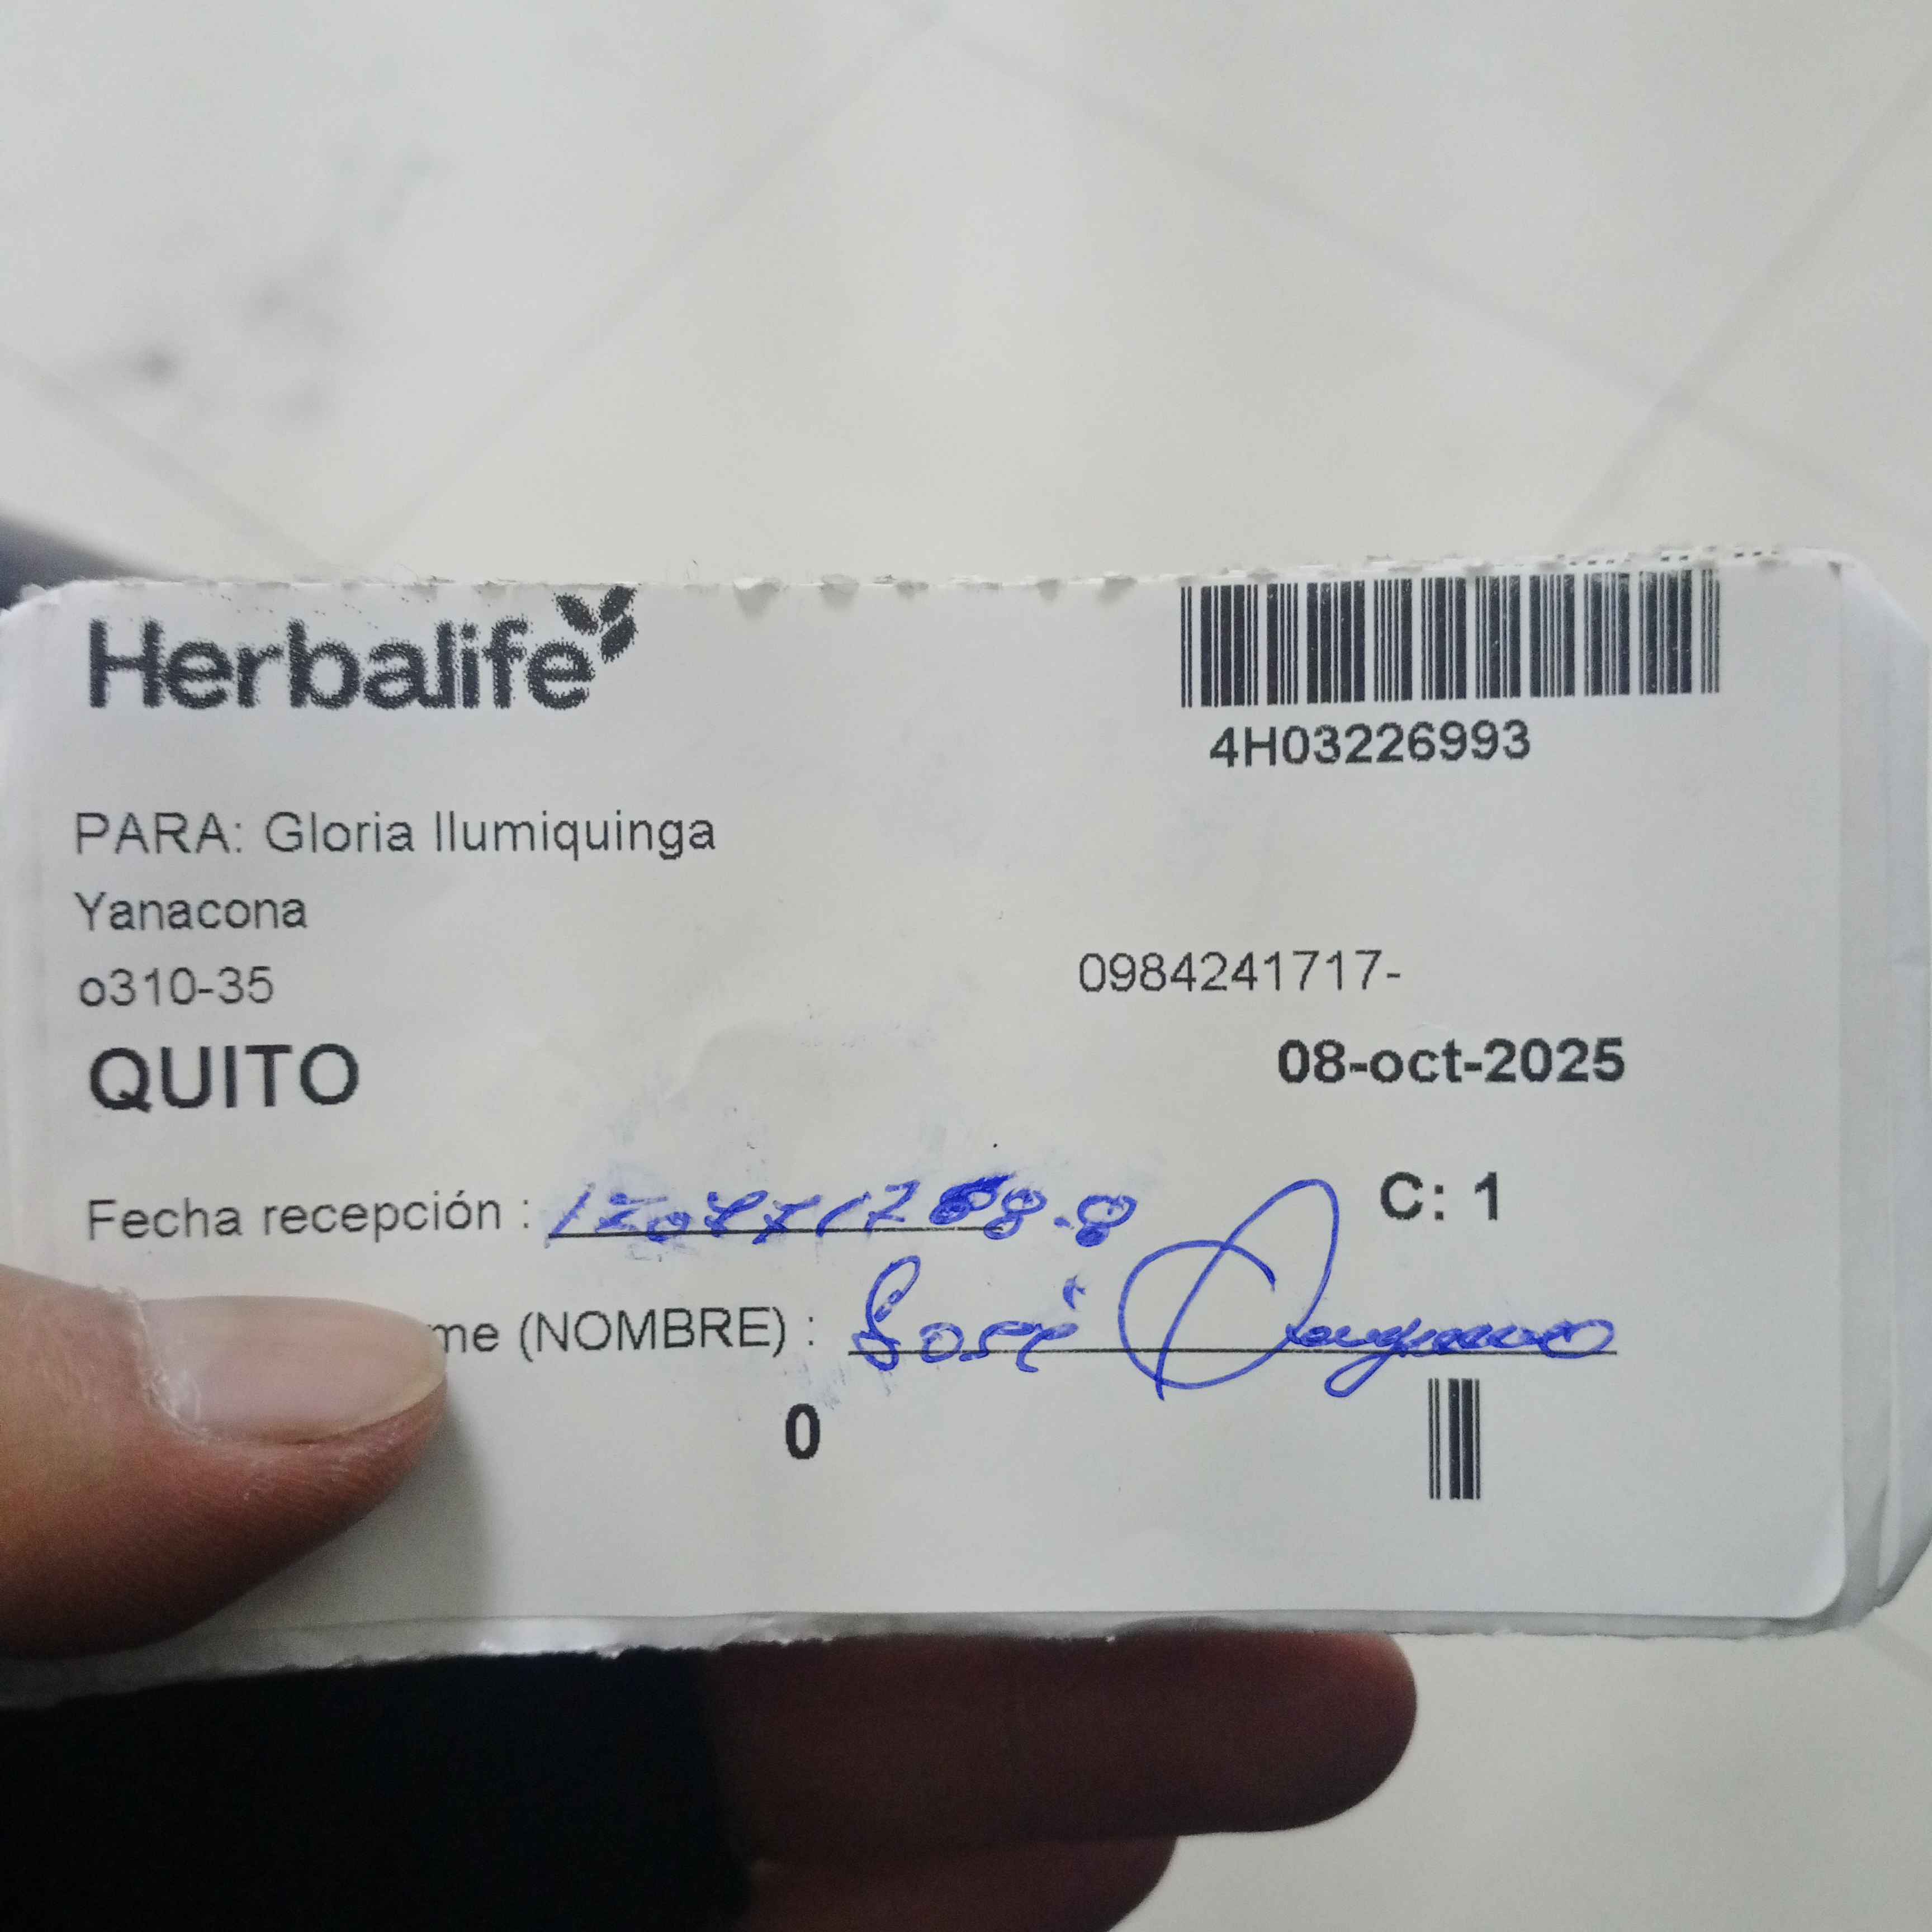 Herbalife
4H03226993
PARA: Gloria Ilumiquinga
Yanacona
o310-35
0984241717-
QUITO
08-oct-2025
Fecha recepción :
C: 1
me (NOMBRE) : José
0